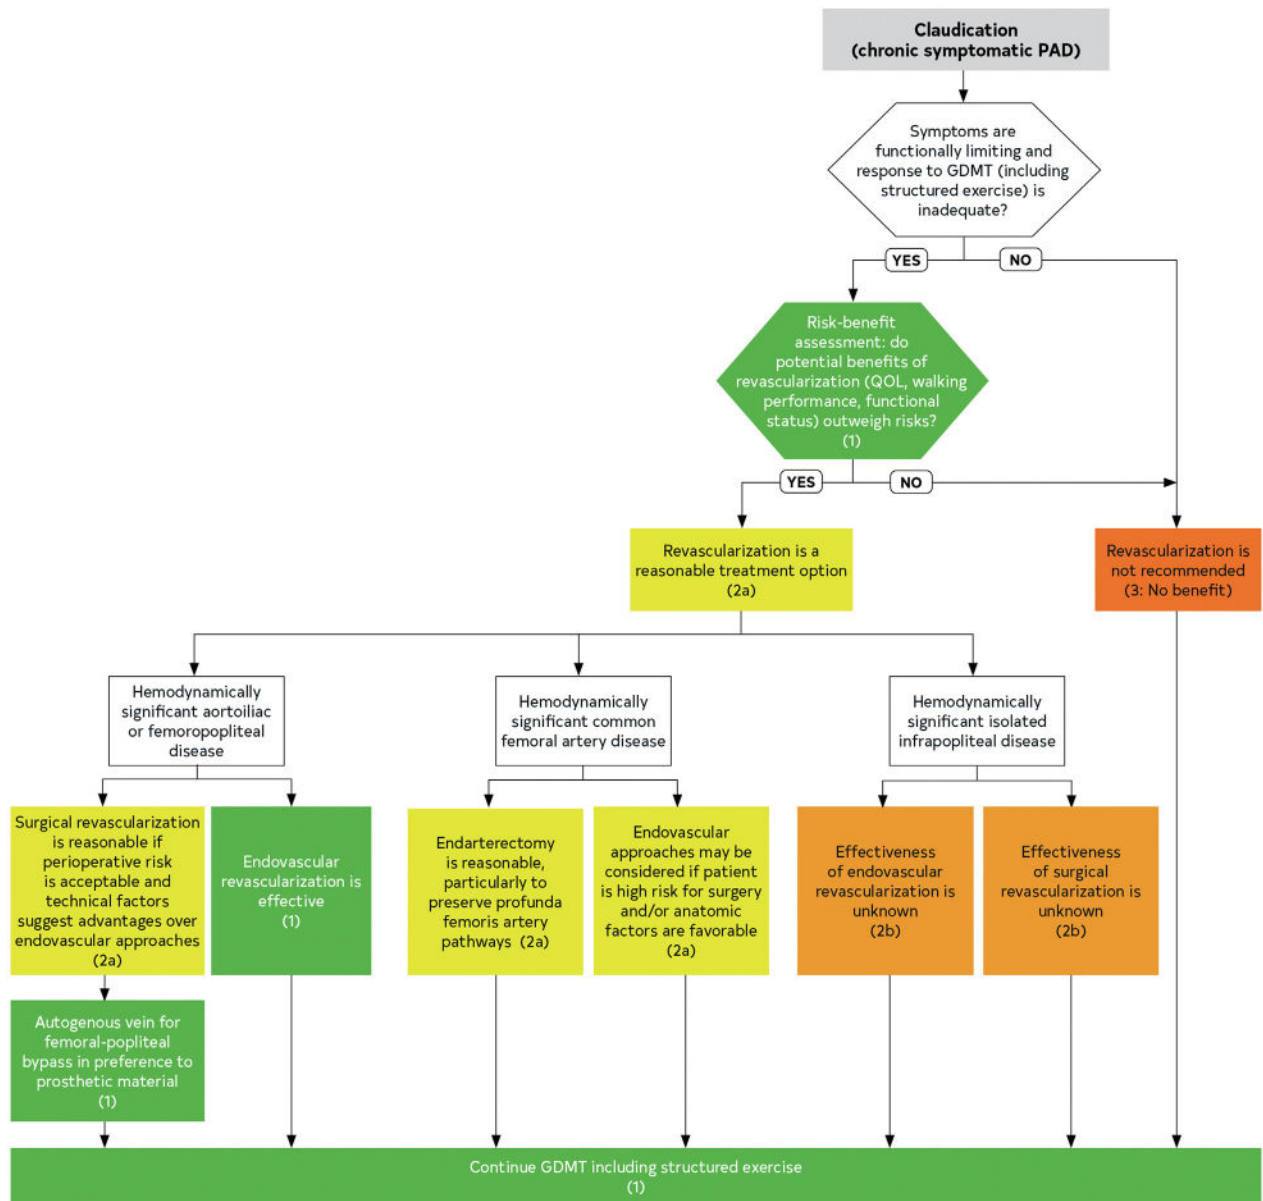 Claudication
(chronic symptomatic PAD)
Symptoms are
functionally limiting and
response to GDMT (including
structured exercise) is
inadequate?
YES
NO
Risk-benefit
assessment: do
potential benefits of
revascularization (QOL, walking
performance, functional
status) outweigh risks?
(1)
YES
NO
Revascularization is a
reasonable treatment option
(2a)
Revascularization is
not recommended
(3: No benefit)
Hemodynamically
significant aortoiliac
or femoropopliteal
disease
Hemodynamically
significant common
femoral artery disease
Hemodynamically
significant isolated
infrapopliteal disease
Surgical revascularization
is reasonable if
perioperative risk
is acceptable and
technical factors
suggest advantages over
endovascular approaches
(2a)
Endovascular
revascularization is
effective
(1)
Endarterectomy
is reasonable,
particularly to
preserve profunda
femoris artery
pathways (2a)
Endovascular
approaches may be
considered if patient
is high risk for surgery
and/or anatomic
factors are favorable
(2a)
Effectiveness
of endovascular
revascularization is
unknown
(2b)
Effectiveness
of surgical
revascularization is
unknown
(2b)
Autogenous vein for
femoral-popliteal
bypass in preference to
prosthetic material
(1)
Continue GDMT including structured exercise
(1)